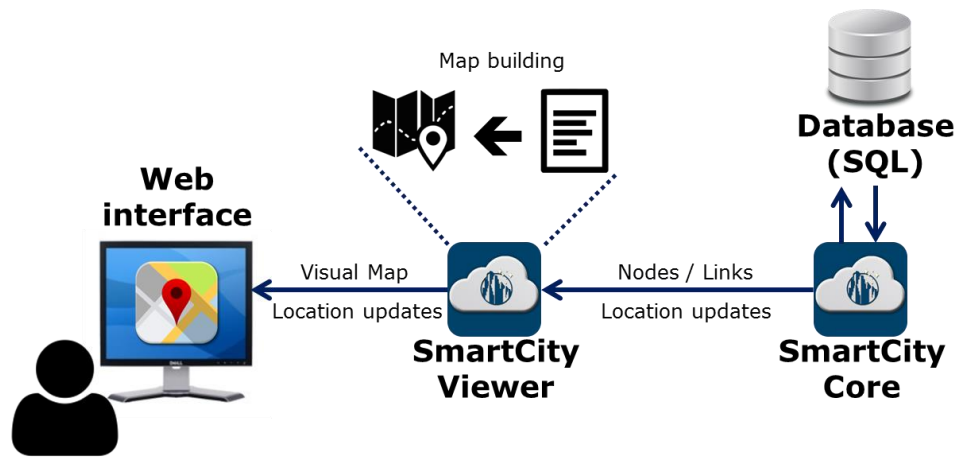 Map building
Database
(SQL)
Web
interface
Visual Map
Location updates
Nodes / Links
Location updates
SmartCity
Viewer
SmartCity
Core